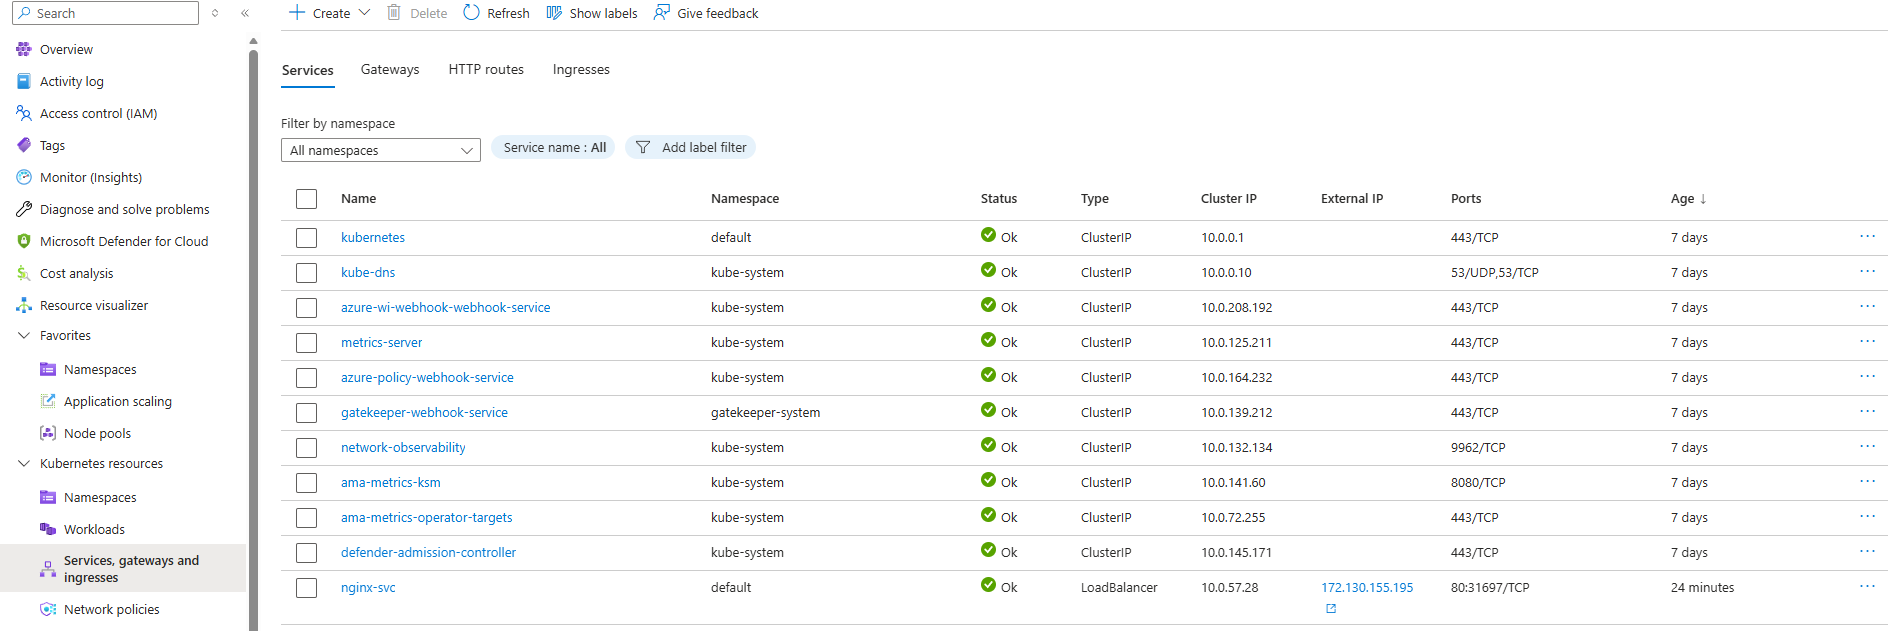 Search
Create
Delete
Refresh
Show labels
Give feedback
Overview
Activity log
Access control (IAM)
Tags
Monitor (Insights)
Diagnose and solve problems
Microsoft Defender for Cloud
Cost analysis
Resource visualizer
Favorites
Namespaces
Application scaling
Node pools
Kubernetes resources
Namespaces
Workloads
Services, gateways and
ingresses
Network policies
Services Gateways HTTP routes Ingresses
Filter by namespace
All namespaces
Service name : All
Add label filter
Name Namespace Status Type Cluster IP External IP Ports Age ↓
kubernetes default Ok ClusterIP 10.0.0.1 443/TCP 7 days
kube-dns kube-system Ok ClusterIP 10.0.0.10 53/UDP,53/TCP 7 days
azure-wi-webhook-webhook-service kube-system Ok ClusterIP 10.0.208.192 443/TCP 7 days
metrics-server kube-system Ok ClusterIP 10.0.125.211 443/TCP 7 days
azure-policy-webhook-service kube-system Ok ClusterIP 10.0.164.232 443/TCP 7 days
gatekeeper-webhook-service gatekeeper-system Ok ClusterIP 10.0.139.212 443/TCP 7 days
network-observability kube-system Ok ClusterIP 10.0.132.134 9962/TCP 7 days
ama-metrics-ksm kube-system Ok ClusterIP 10.0.141.60 8080/TCP 7 days
ama-metrics-operator-targets kube-system Ok ClusterIP 10.0.72.255 443/TCP 7 days
defender-admission-controller kube-system Ok ClusterIP 10.0.145.171 443/TCP 7 days
nginx-svc default Ok LoadBalancer 10.0.57.28 172.130.155.195 80:31697/TCP 24 minutes